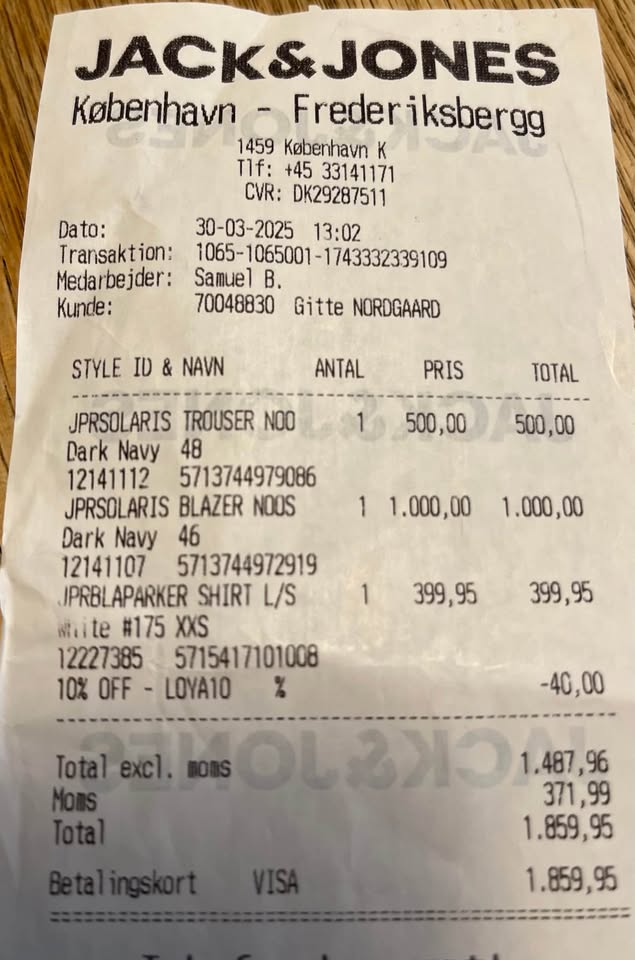 JACK&JONES
København - Frederiksbergg
1459 København K
Tlf: +45 33141171
CVR: DK29287511
Dato: 30-03-2025 13:02
Transaktion: 1065-1065001-1743332339109
Medarbejder: Samuel B.
Kunde: 70048830 Gitte NORDGAARD
STYLE ID & NAVN ANTAL PRIS TOTAL
JPRSOLARIS TROUSER NOO 1 500,00 500,00
Dark Navy 48
12141112 5713744979086
JPRSOLARIS BLAZER NOOS 1 1.000,00 1.000,00
Dark Navy 46
12141107 5713744972919
JPRBLAPARKER SHIRT L/S 1 399,95 399,95
White #175 XXS
12227385 5715417101008
10% OFF - LOYA10 % -40,00
Total excl. moms 1.487,96
Moms 371,99
Total 1.859,95
Betalingskort VISA 1.859,95